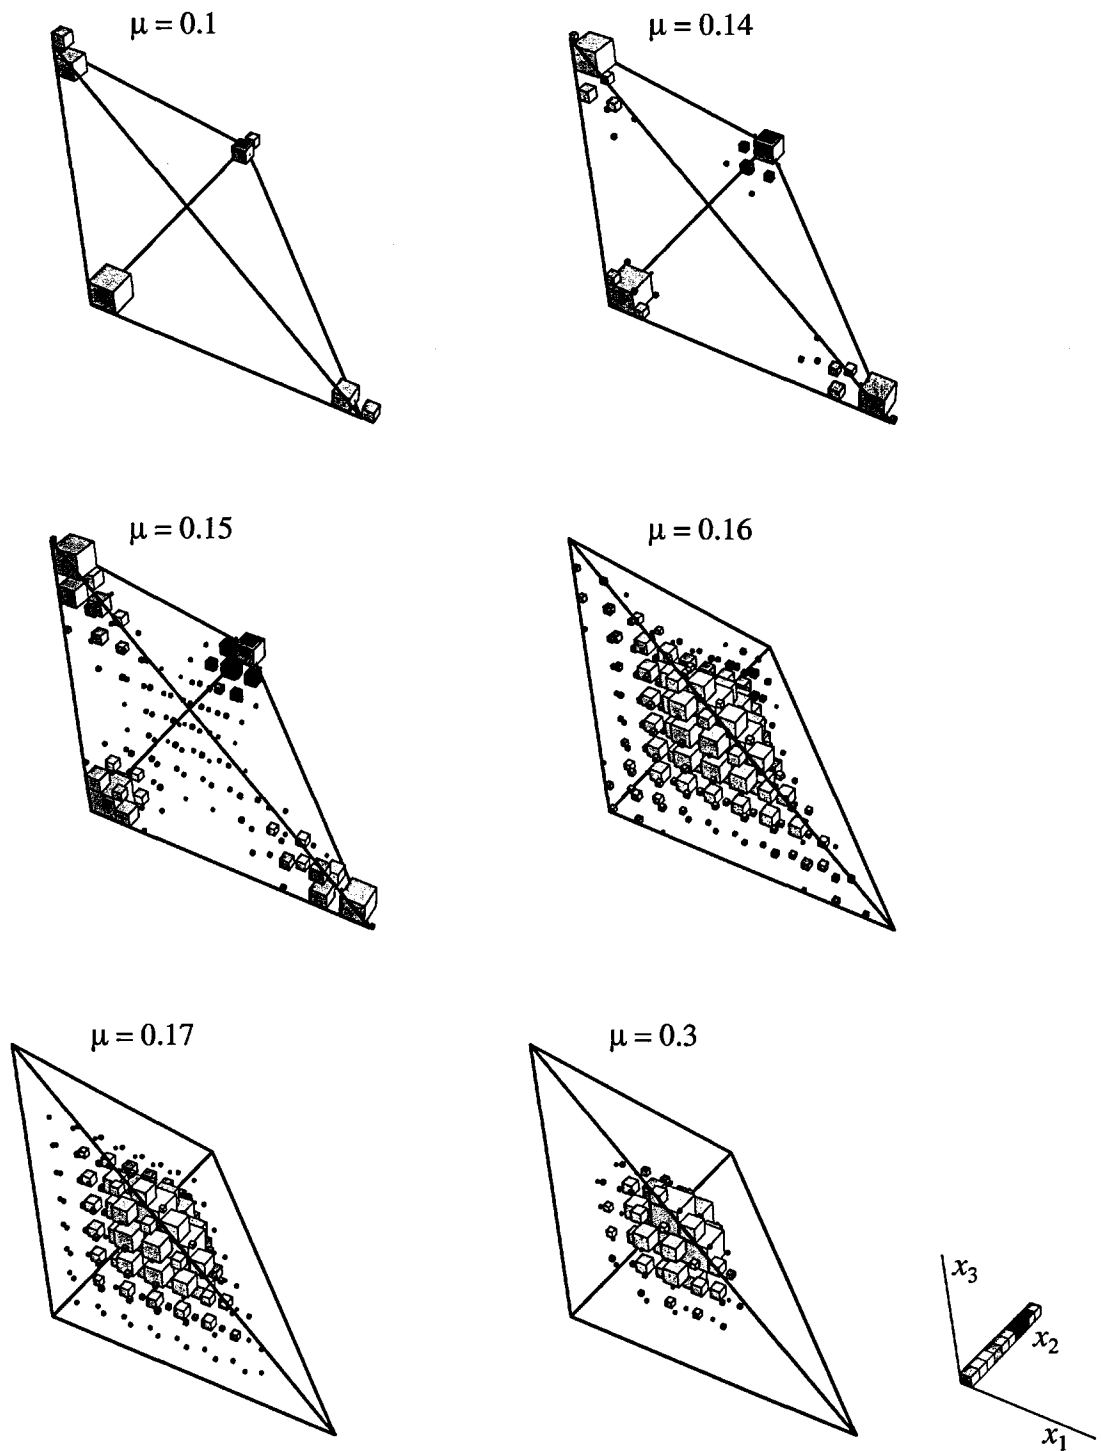 μ = 0.1
μ = 0.14
μ = 0.15
μ = 0.16
μ = 0.17
μ = 0.3
x₃
x₂
x₁